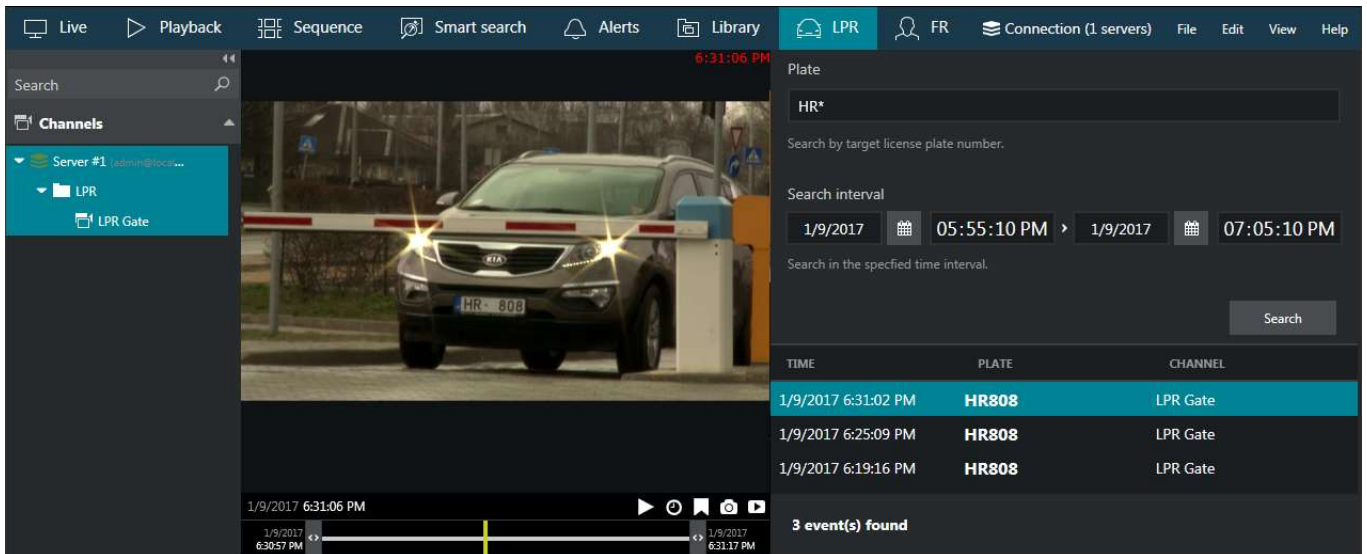 Live Playback Sequence Smart search Alerts Library LPR FR Connection (1 servers) File Edit View Help
Search
Channels
Server #1 (admin@local...
LPR
LPR Gate
6:31:06 PM
KIA
HR- 808
1/9/2017 6:31:06 PM
1/9/2017 1/9/2017
6:30:57 PM 6:31:17 PM
Plate
HR*
Search by target license plate number.
Search interval
1/9/2017 05:55:10 PM › 1/9/2017 07:05:10 PM
Search in the specfied time interval.
Search
TIME PLATE CHANNEL
1/9/2017 6:31:02 PM HR808 LPR Gate
1/9/2017 6:25:09 PM HR808 LPR Gate
1/9/2017 6:19:16 PM HR808 LPR Gate
3 event(s) found